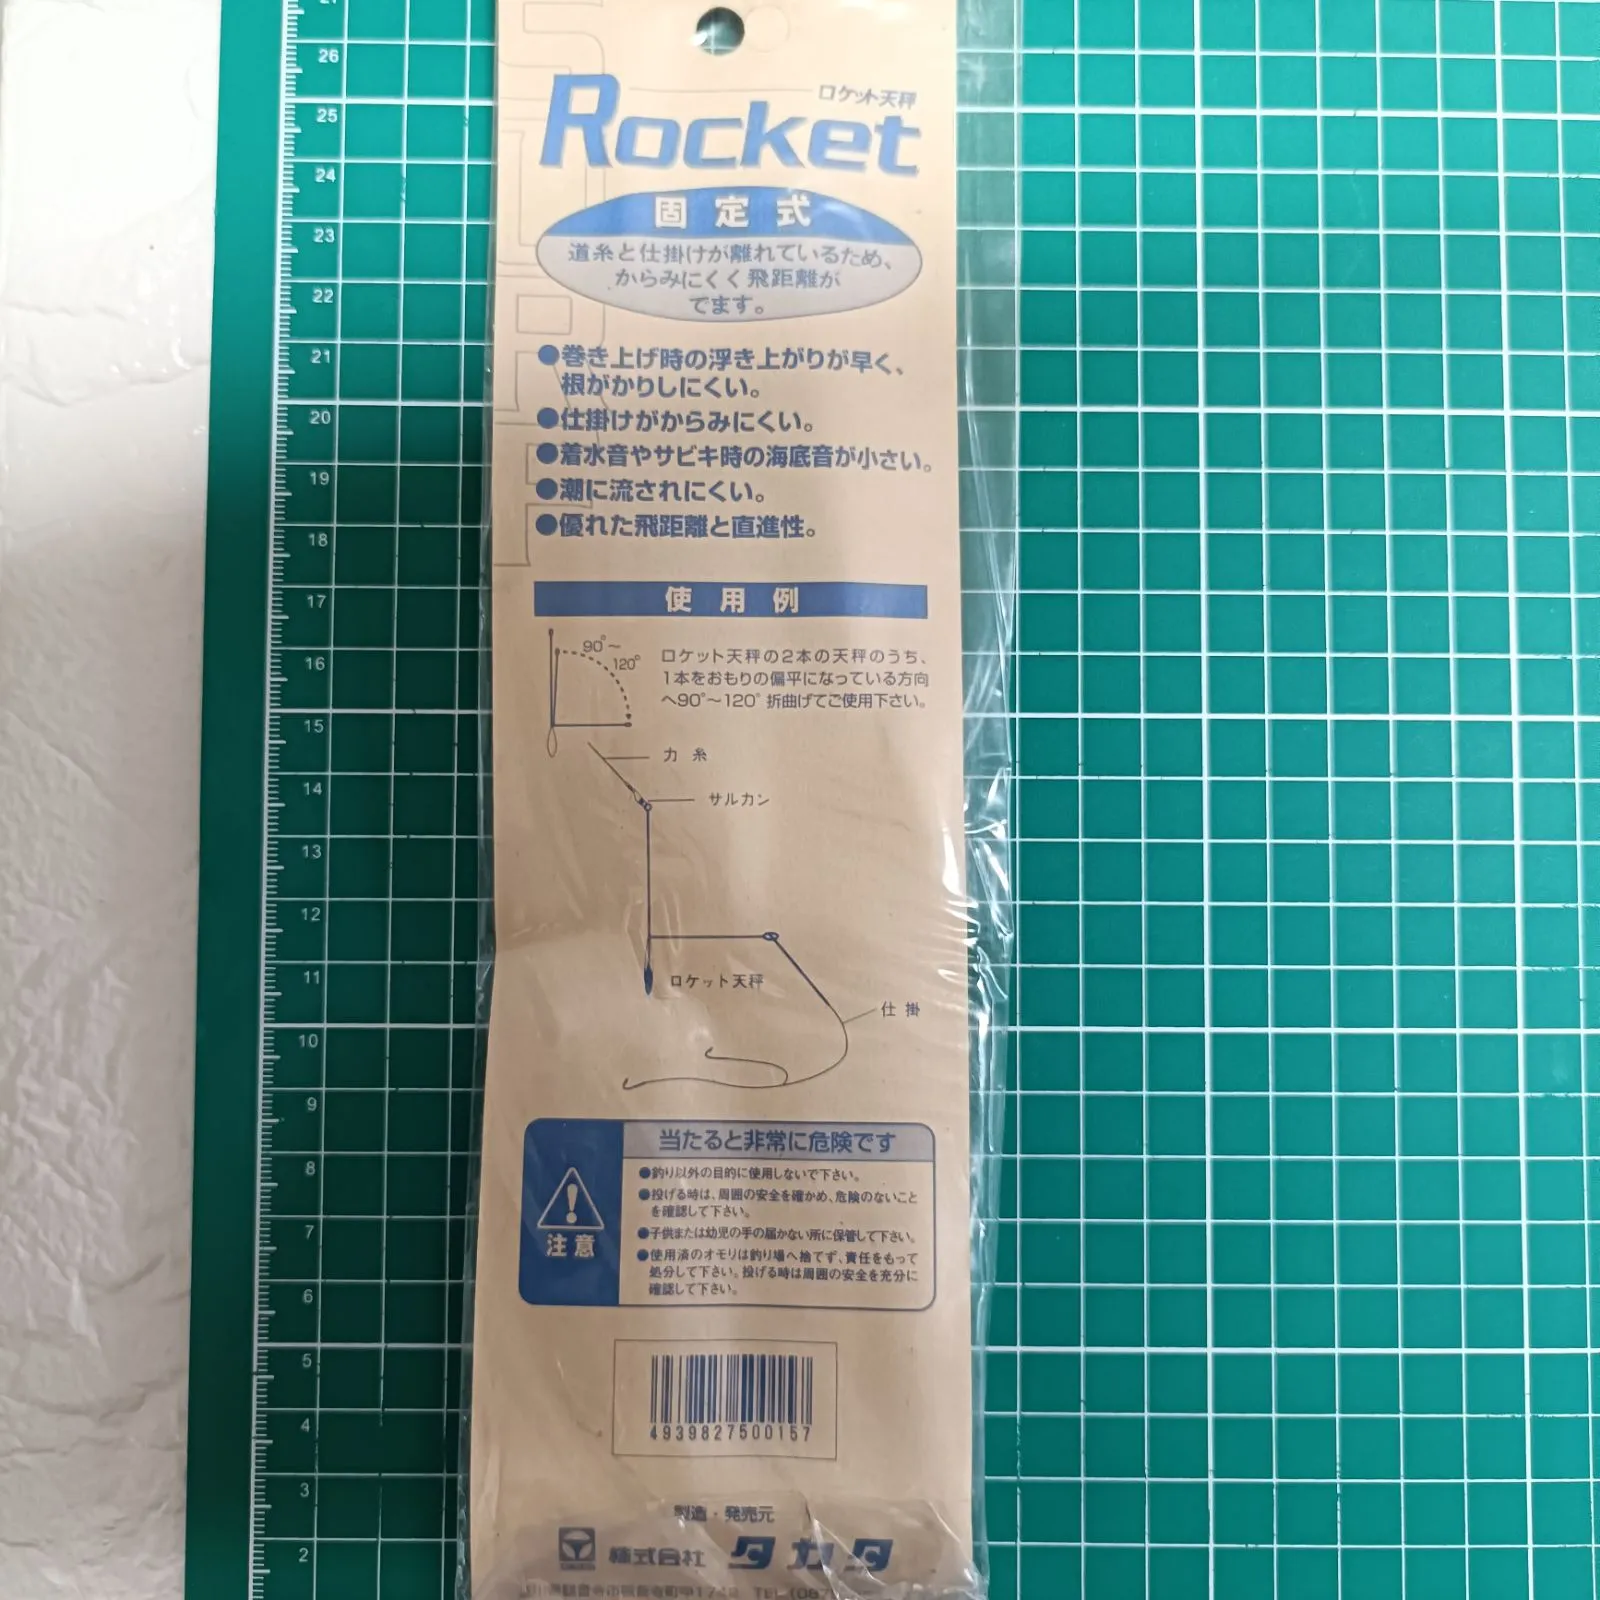 ロケット天秤
Rocket
固定式
道糸と仕掛けが離れているため、
からみにくく飛距離が
でます。
●巻き上げ時の浮き上がりが早く、
根がかりしにくい。
●仕掛けがからみにくい。
●着水音やサビキ時の海底音が小さい。
●潮に流されにくい。
●優れた飛距離と直進性。
使用例
90°～
120°
ロケット天秤の2本の天秤のうち、
1本をおもりの偏平になっている方向
へ90°～120°折曲げてご使用下さい。
力糸
サルカン
ロケット天秤
仕掛
当たると非常に危険です
注意
●釣り以外の目的に使用しないで下さい。
●投げる時は、周囲の安全を確かめ、危険のないこと
を確認して下さい。
●子供または幼児の手の届かない所に保管して下さい。
●使用済のオモリは釣り場へ捨てず、責任をもって
処分して下さい。投げる時は周囲の安全を充分に
確認して下さい。
4939827500157
製造・発売元
株式会社 タカタ
TEL
26
25
24
23
22
21
20
19
18
17
16
15
14
13
12
11
10
9
8
7
6
5
4
3
2